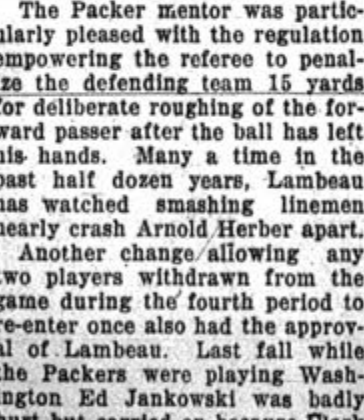 The Packer mentor was partic-
ularly pleased with the regulation
empowering the referee to penal-
ize the defending team 15 yards
for deliberate roughing of the for-
ward passer after the ball has left
his hands. Many a time in the
past half dozen years, Lambeau
has watched smashing linemen
nearly crash Arnold Herber apart.
Another change allowing any
two players withdrawn from the
game during the fourth period to
re-enter once also had the approv-
al of Lambeau. Last fall while
the Packers were playing Wash-
ington Ed Jankowski was badly